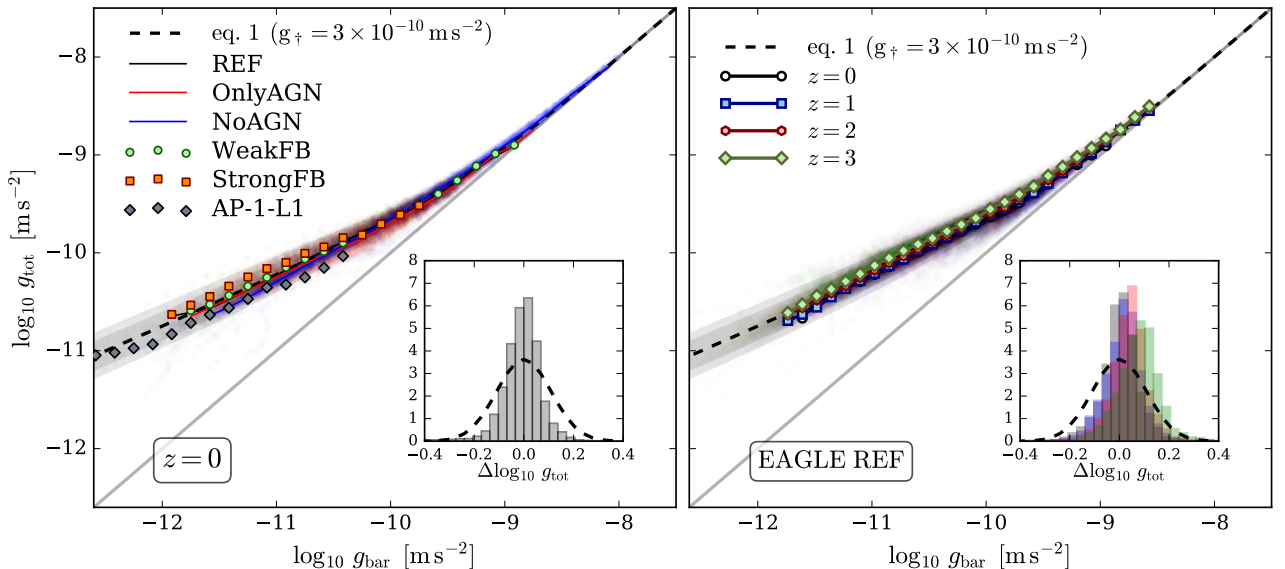 eq. 1 (g† = 3 × 10⁻¹⁰ m s⁻²)
REF
OnlyAGN
NoAGN
WeakFB
StrongFB
AP-1-L1
z = 0
log₁₀ g_tot [m s⁻²]
−8
−9
−10
−11
−12
−12 −11 −10 −9 −8
log₁₀ g_bar [m s⁻²]
8
7
6
5
4
3
2
1
0
−0.4 −0.2 0.0 0.2 0.4
Δlog₁₀ g_tot
eq. 1 (g† = 3 × 10⁻¹⁰ m s⁻²)
z = 0
z = 1
z = 2
z = 3
EAGLE REF
8
7
6
5
4
3
2
1
0
−0.4 −0.2 0.0 0.2 0.4
Δlog₁₀ g_tot
−12 −11 −10 −9 −8
log₁₀ g_bar [m s⁻²]